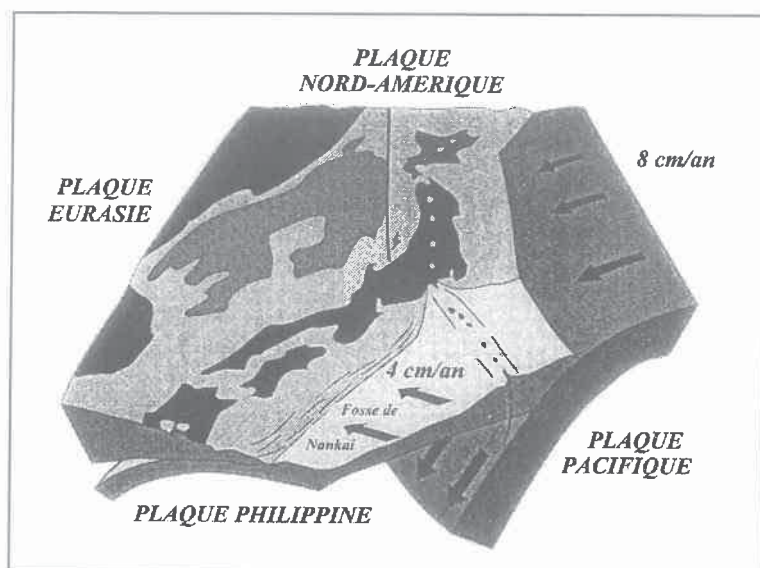 PLAQUE
NORD-AMERIQUE
8 cm/an
PLAQUE
EURASIE
4 cm/an
Fosse de
Nankai
PLAQUE
PACIFIQUE
PLAQUE PHILIPPINE